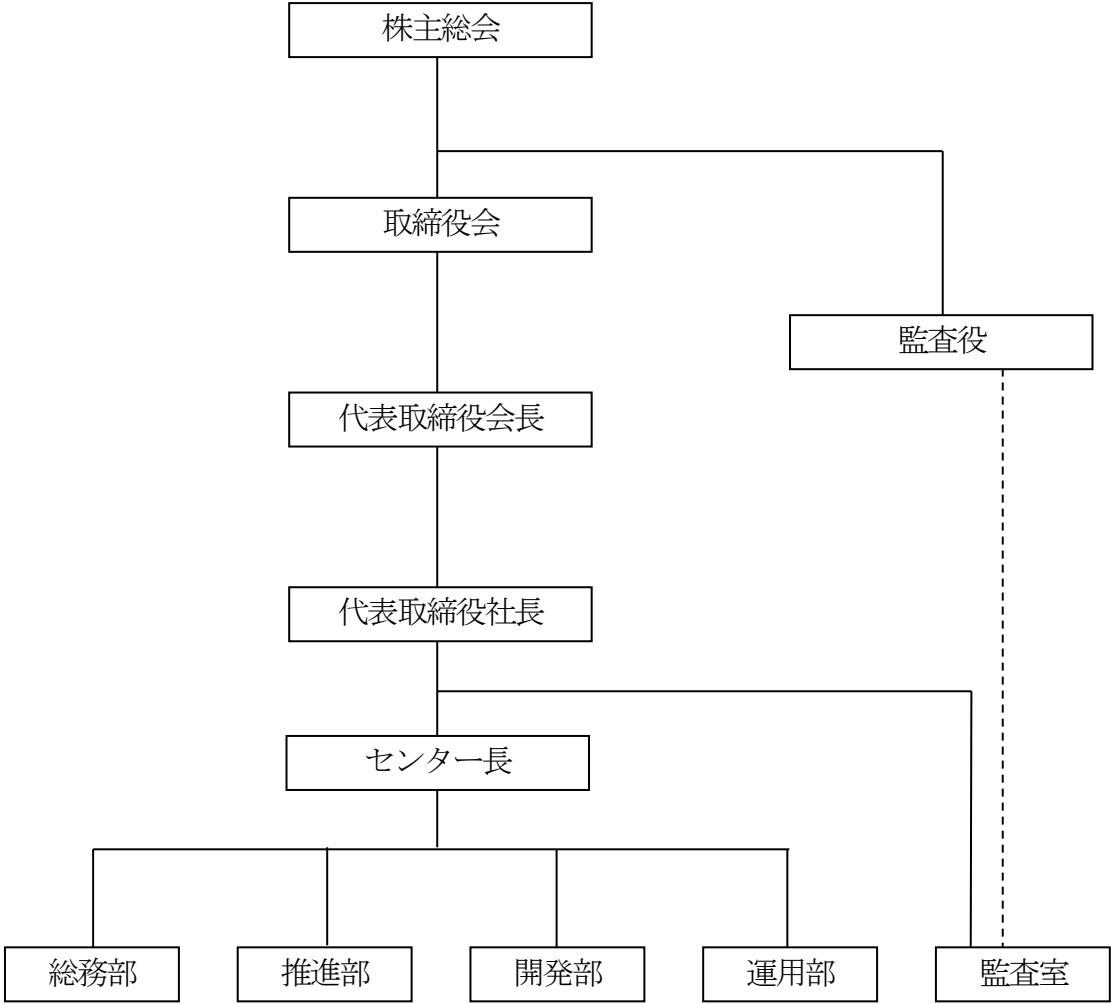 株主総会
取締役会
監査役
代表取締役会長
代表取締役社長
センター長
総務部
推進部
開発部
運用部
監査室